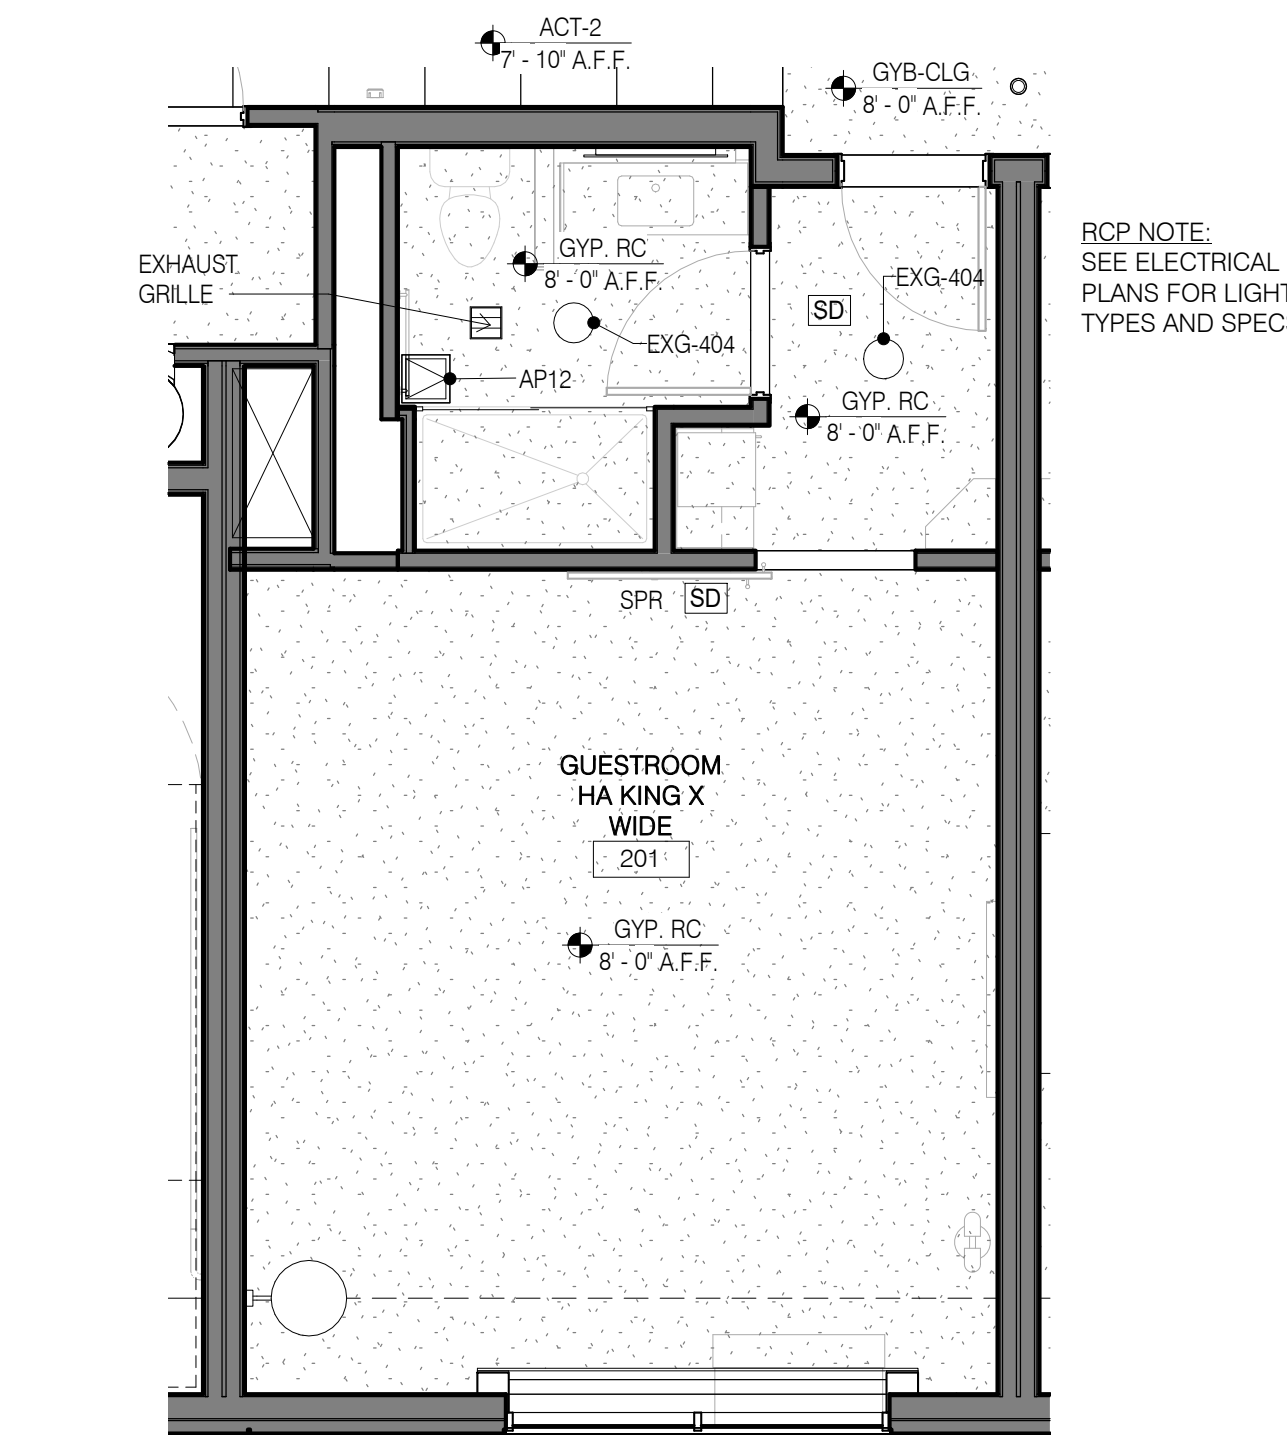 ACT-2
7' - 10" A.F.F.
GYB-CLG
8' - 0" A.F.F.
RCP NOTE:
SEE ELECTRICAL
PLANS FOR LIGHT
TYPES AND SPEC
EXHAUST
GRILLE
GYP. RC
8' - 0" A.F.F.
EXG-404
SD
EXG-404
AP12
GYP. RC
8' - 0" A.F.F.
SPR
SD
GUESTROOM
HA KING X
WIDE
201
GYP. RC
8' - 0" A.F.F.